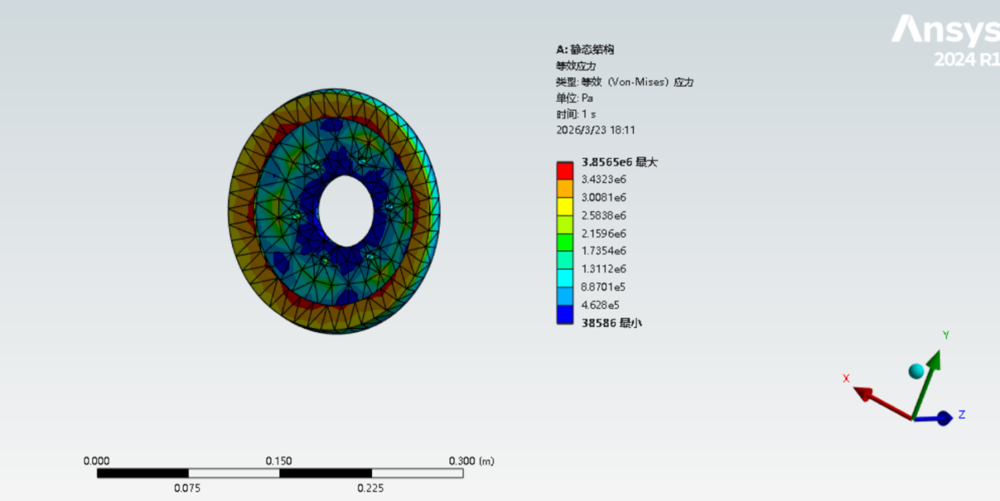 Ansys
2024 R1
A: 静态结构
等效应力
类型: 等效（Von-Mises）应力
单位: Pa
时间: 1 s
2026/3/23 18:11
3.8565e6 最大
3.4323e6
3.0081e6
2.5838e6
2.1596e6
1.7354e6
1.3112e6
8.8701e5
4.628e5
38586 最小
Y
X
Z
0.000 0.150 0.300 (m)
0.075 0.225